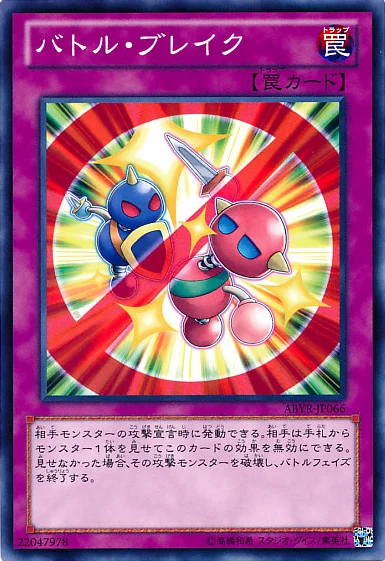 バトル・ブレイク
トラップ
罠
トラップ
【罠カード】
ABYR-JP066
相手モンスターの攻撃宣言時に発動できる。相手は手札から
モンスター1体を見せてこのカードの効果を無効にできる。
見せなかった場合、その攻撃モンスターを破壊し、バトルフェイズ
を終了する。
22047978
©高橋和希 スタジオ・ダイス/集英社